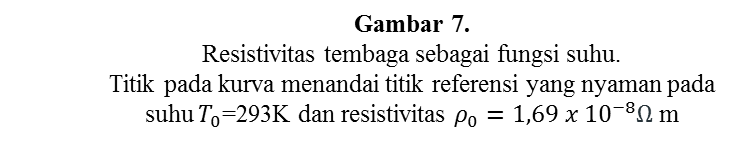 Gambar 7.
Resistivitas tembaga sebagai fungsi suhu.
Titik pada kurva menandai titik referensi yang nyaman pada
suhu T₀=293K dan resistivitas ρ₀ = 1,69 x 10⁻⁸Ω m